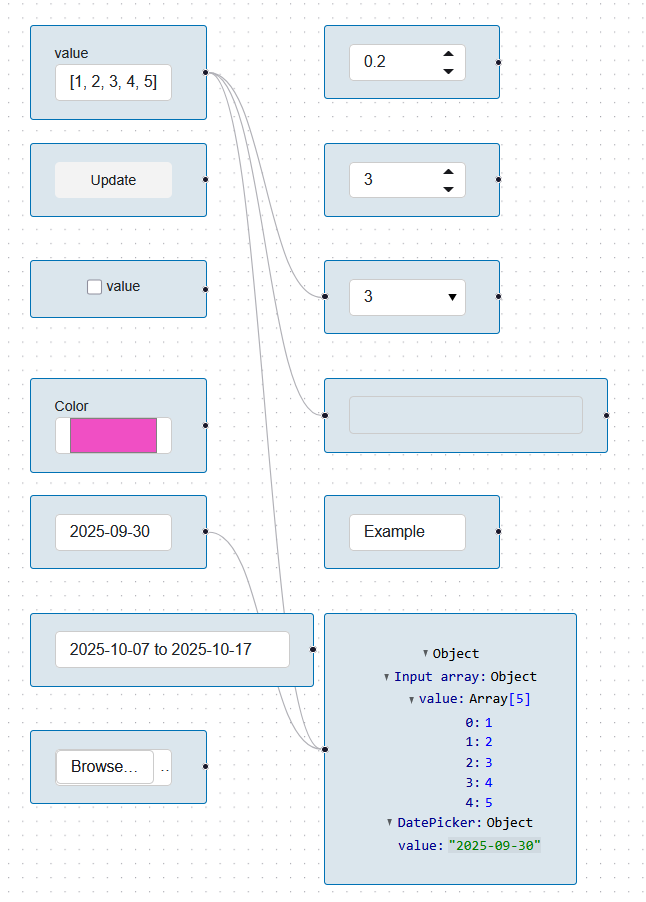 value
[1, 2, 3, 4, 5]
0.2
Update
3
value
3
Color
2025-09-30
Example
2025-10-07 to 2025-10-17
Browse... ..
Object
Input array: Object
value: Array[5]
0: 1
1: 2
2: 3
3: 4
4: 5
DatePicker: Object
value: "2025-09-30"